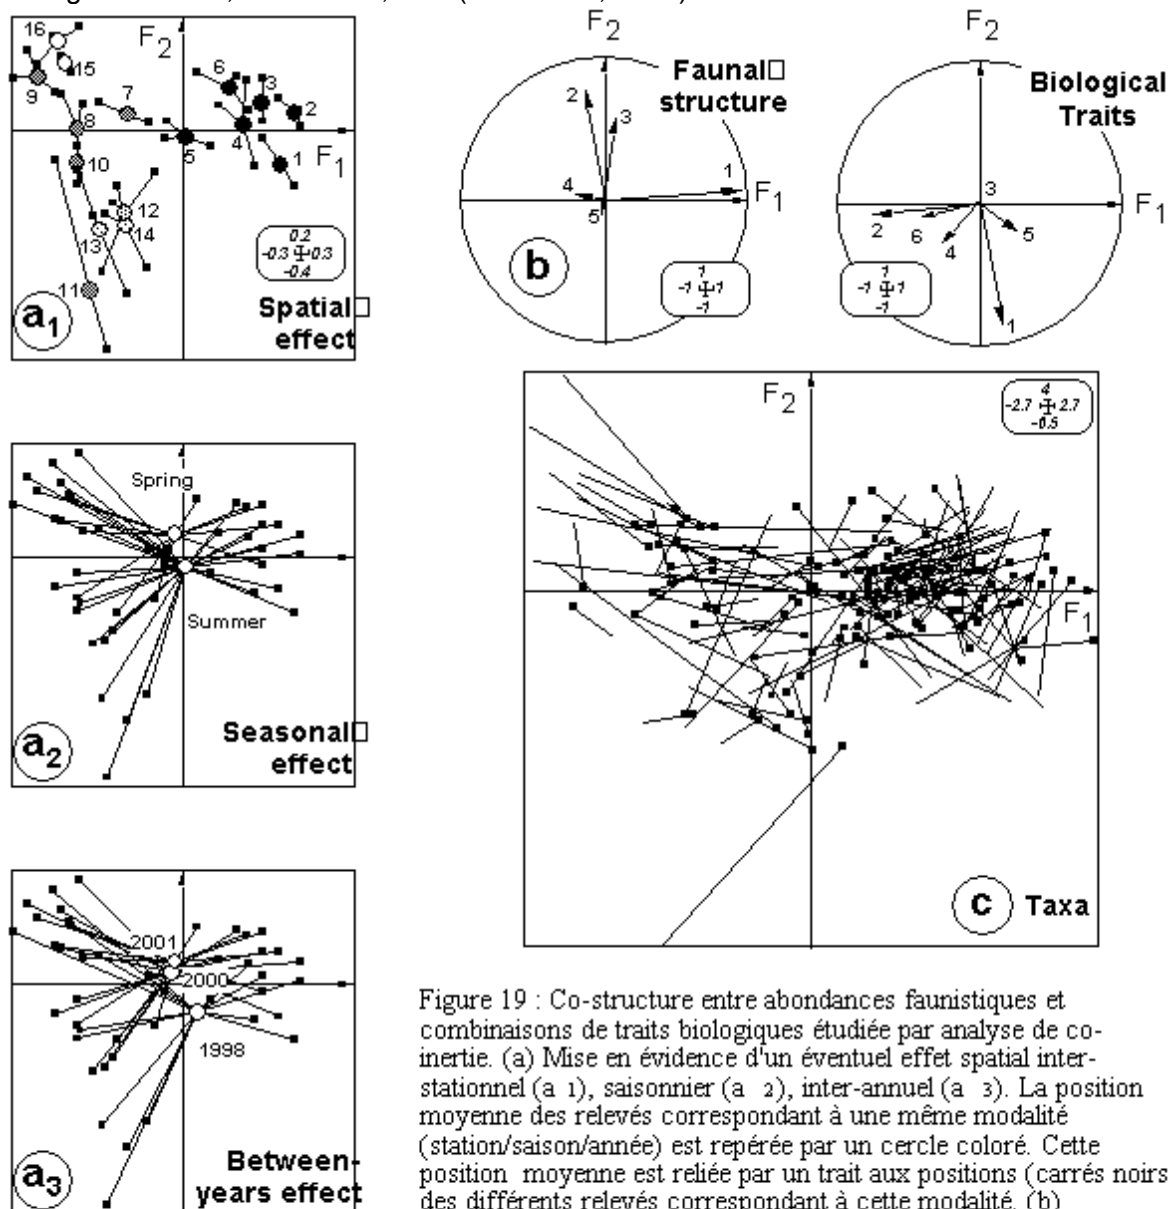 F2
16
15
9
7
8
10
6
3
2
4
5
1
F1
12
13
14
11
0.2
-0.3 0.3
-0.4
a1
Spatial
effect
F2
Faunal
structure
2
3
4
5
1
F1
b
1
-1 1
-1
F2
Biological
Traits
3
F1
2
6
4
5
1
1
-1 1
-1
Spring
Summer
a2
Seasonal
effect
F2
4
-2.7 2.7
-6.5
F1
c Taxa
2001
2000
1998
a3
Between-
years effect
Figure 19 : Co-structure entre abondances faunistiques et
combinaisons de traits biologiques étudiée par analyse de co-
inertie. (a) Mise en évidence d'un éventuel effet spatial inter-
stationnel (a 1), saisonnier (a 2), inter-annuel (a 3). La position
moyenne des relevés correspondant à une même modalité
(station/saison/année) est repérée par un cercle coloré. Cette
position moyenne est reliée par un trait aux positions (carrés noirs
des différents relevés correspondant à cette modalité. (b)